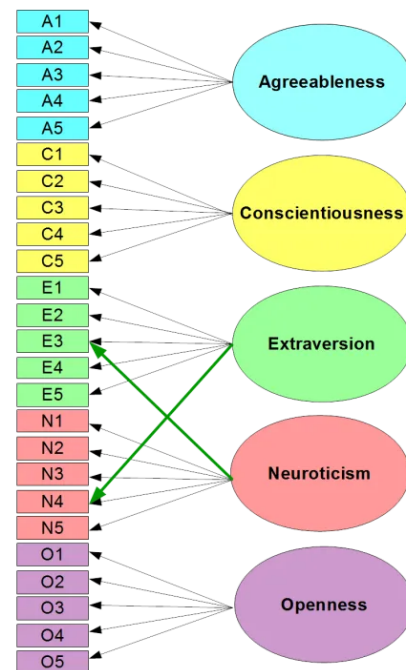 A1
A2
A3
A4
A5
Agreeableness
C1
C2
C3
C4
C5
Conscientiousness
E1
E2
E3
E4
E5
Extraversion
N1
N2
N3
N4
N5
Neuroticism
O1
O2
O3
O4
O5
Openness